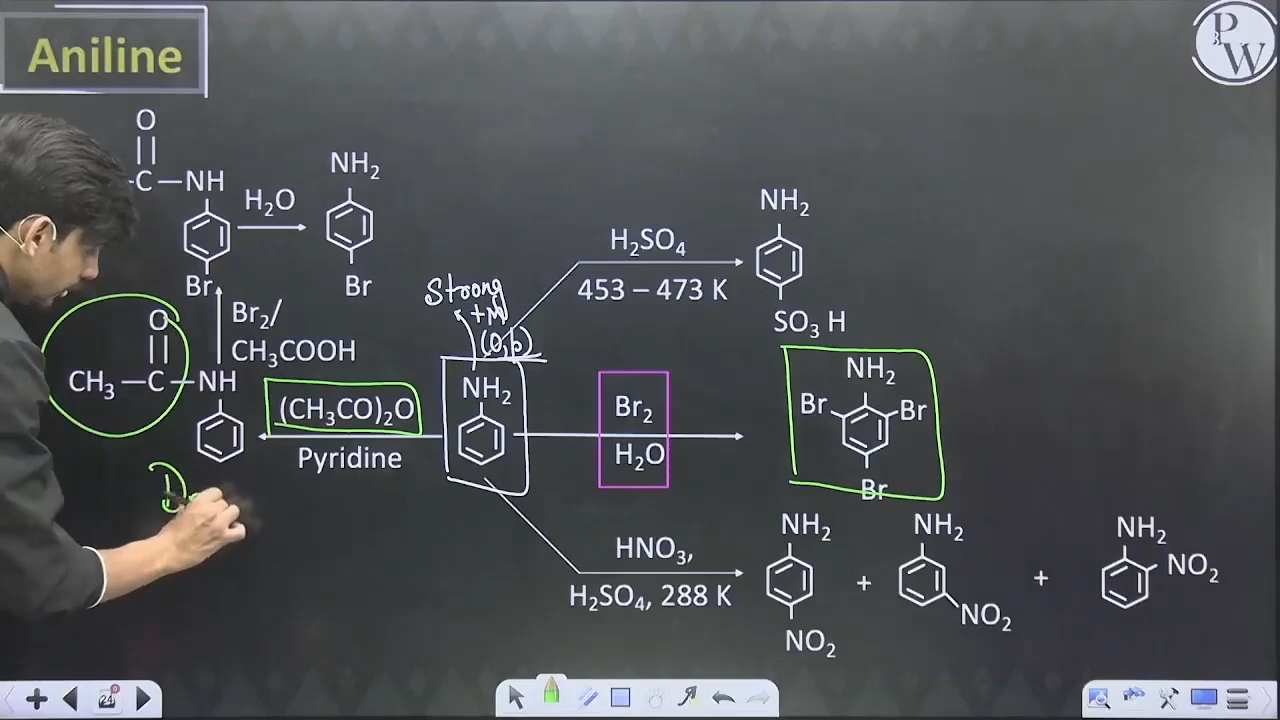 Aniline
PW
O
C — NH
Br
H₂O
NH₂
Br
Br₂/
CH₃COOH
O
CH₃ — C — NH
(CH₃CO)₂O
Pyridine
Strong
+M
(O,p)
NH₂
H₂SO₄
453 – 473 K
NH₂
SO₃ H
Br₂
H₂O
NH₂
Br
Br
Br
HNO₃,
H₂SO₄, 288 K
NH₂
NO₂
+
NH₂
NO₂
+
NH₂
NO₂
24